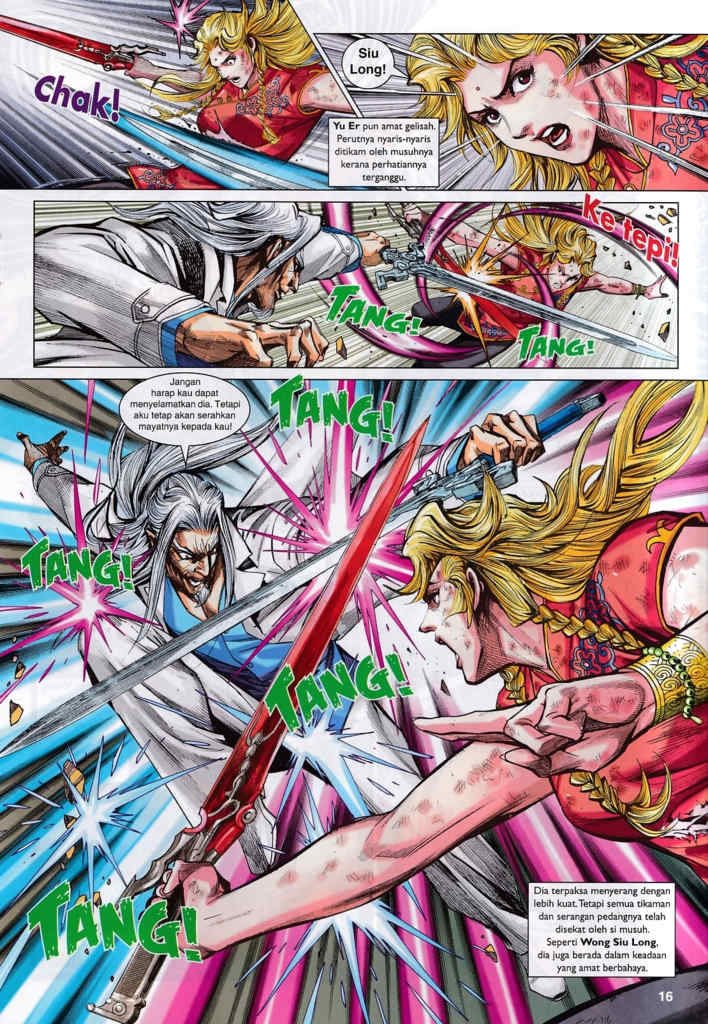 Chak!
Siu
Long!
Yu Er pun amat gelisah.
Perutnya nyaris-nyaris
ditikam oleh musuhnya
kerana perhatiannya
terganggu.
Ke tepi!
TANG!
TANG!
Jangan
harap kau dapat
menyelamatkan dia. Tetapi
aku tetap akan serahkan
mayatnya kepada kau!
TANG!
TANG!
TANG!
TANG!
Dia terpaksa menyerang dengan
lebih kuat. Tetapi semua tikaman
dan serangan pedangnya telah
disekat oleh si musuh.
Seperti Wong Siu Long,
dia juga berada dalam keadaan
yang amat berbahaya.
16